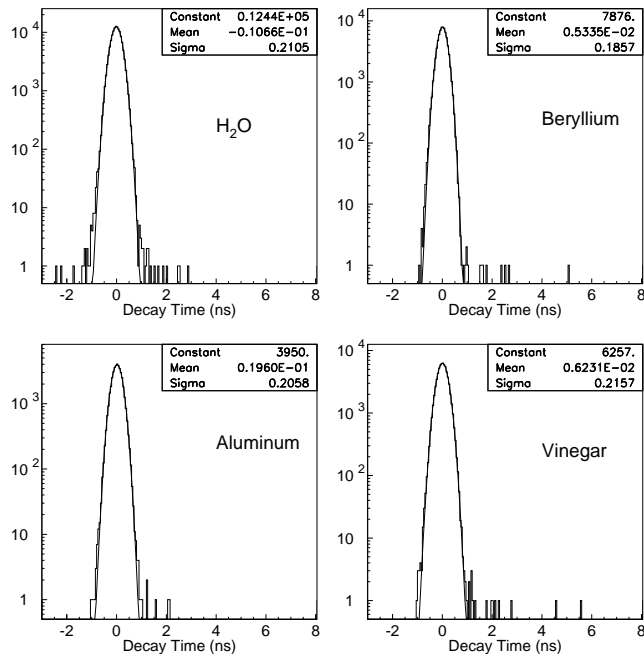 Constant 0.1244E+05
Mean -0.1066E-01
Sigma 0.2105
10^4
10^3
10^2
10
1
H₂O
-2 0 2 4 6 8
Decay Time (ns)
Constant 7876.
Mean 0.5335E-02
Sigma 0.1857
10^4
10^3
10^2
10
1
Beryllium
-2 0 2 4 6 8
Decay Time (ns)
Constant 3950.
Mean 0.1960E-01
Sigma 0.2058
10^3
10^2
10
1
Aluminum
-2 0 2 4 6 8
Decay Time (ns)
Constant 6257.
Mean 0.6231E-02
Sigma 0.2157
10^4
10^3
10^2
10
1
Vinegar
-2 0 2 4 6 8
Decay Time (ns)